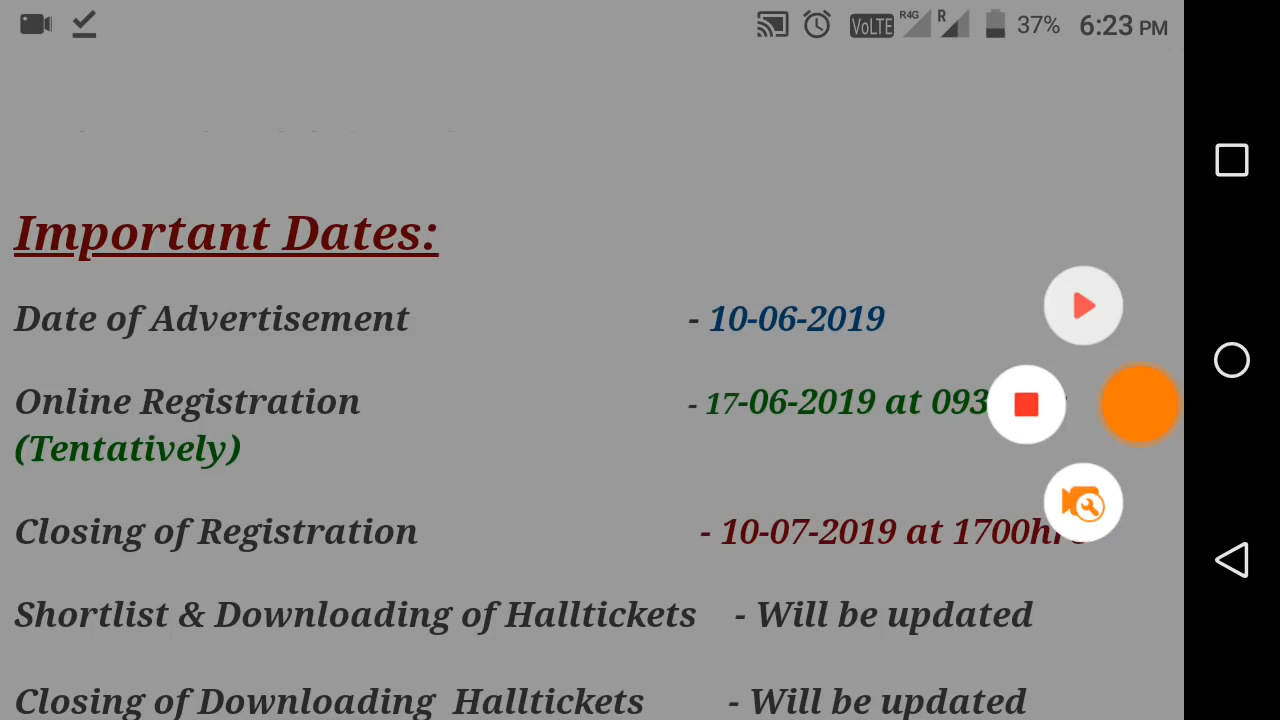 VoLTE R4G R 37% 6:23 PM
Important Dates:
Date of Advertisement - 10-06-2019
Online Registration - 17-06-2019 at
(Tentatively)
Closing of Registration - 10-07-2019 at
Shortlist & Downloading of Halltickets - Will be updated
Closing of Downloading Halltickets - Will be updated